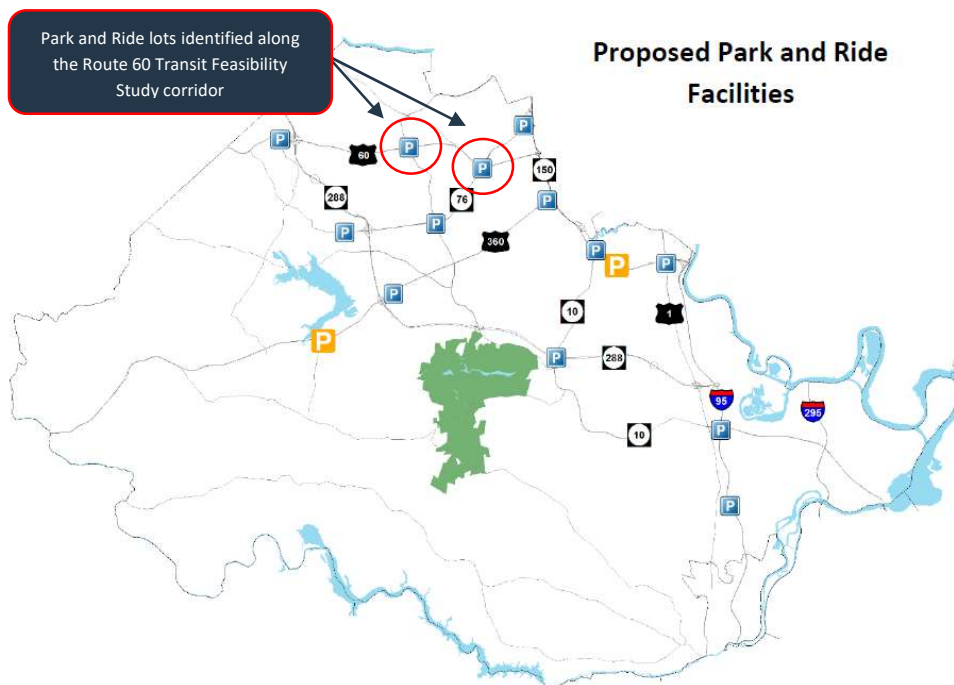 Park and Ride lots identified along
the Route 60 Transit Feasibility
Study corridor
Proposed Park and Ride
Facilities
P
P
P
60
P
P
150
288
76
P
P
P
360
P
P
P
P
10
1
P
P
288
95
295
10
P
P